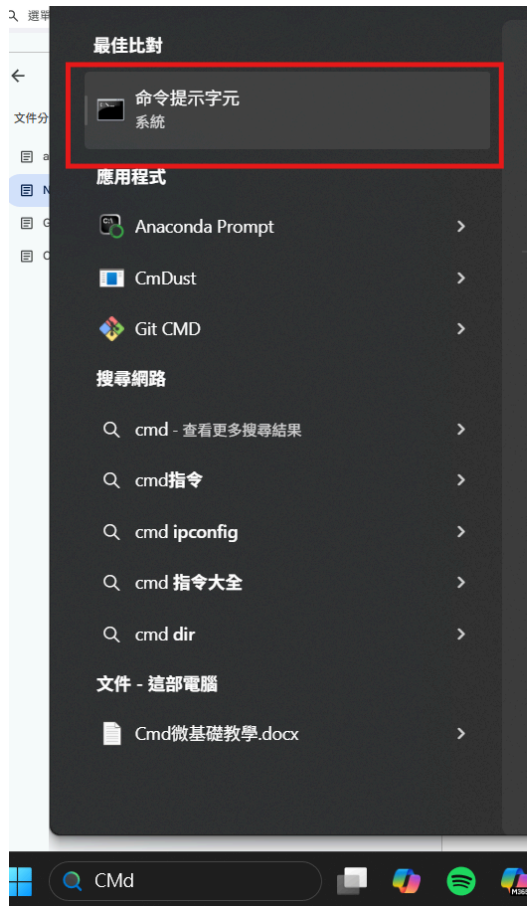 選單
最佳比對
命令提示字元
系統
文件分
應用程式
a
Anaconda Prompt
N
G
CmDust
C
Git CMD
搜尋網路
cmd - 查看更多搜尋結果
cmd指令
cmd ipconfig
cmd 指令大全
cmd dir
文件 - 這部電腦
Cmd微基礎教學.docx
CMd
M365